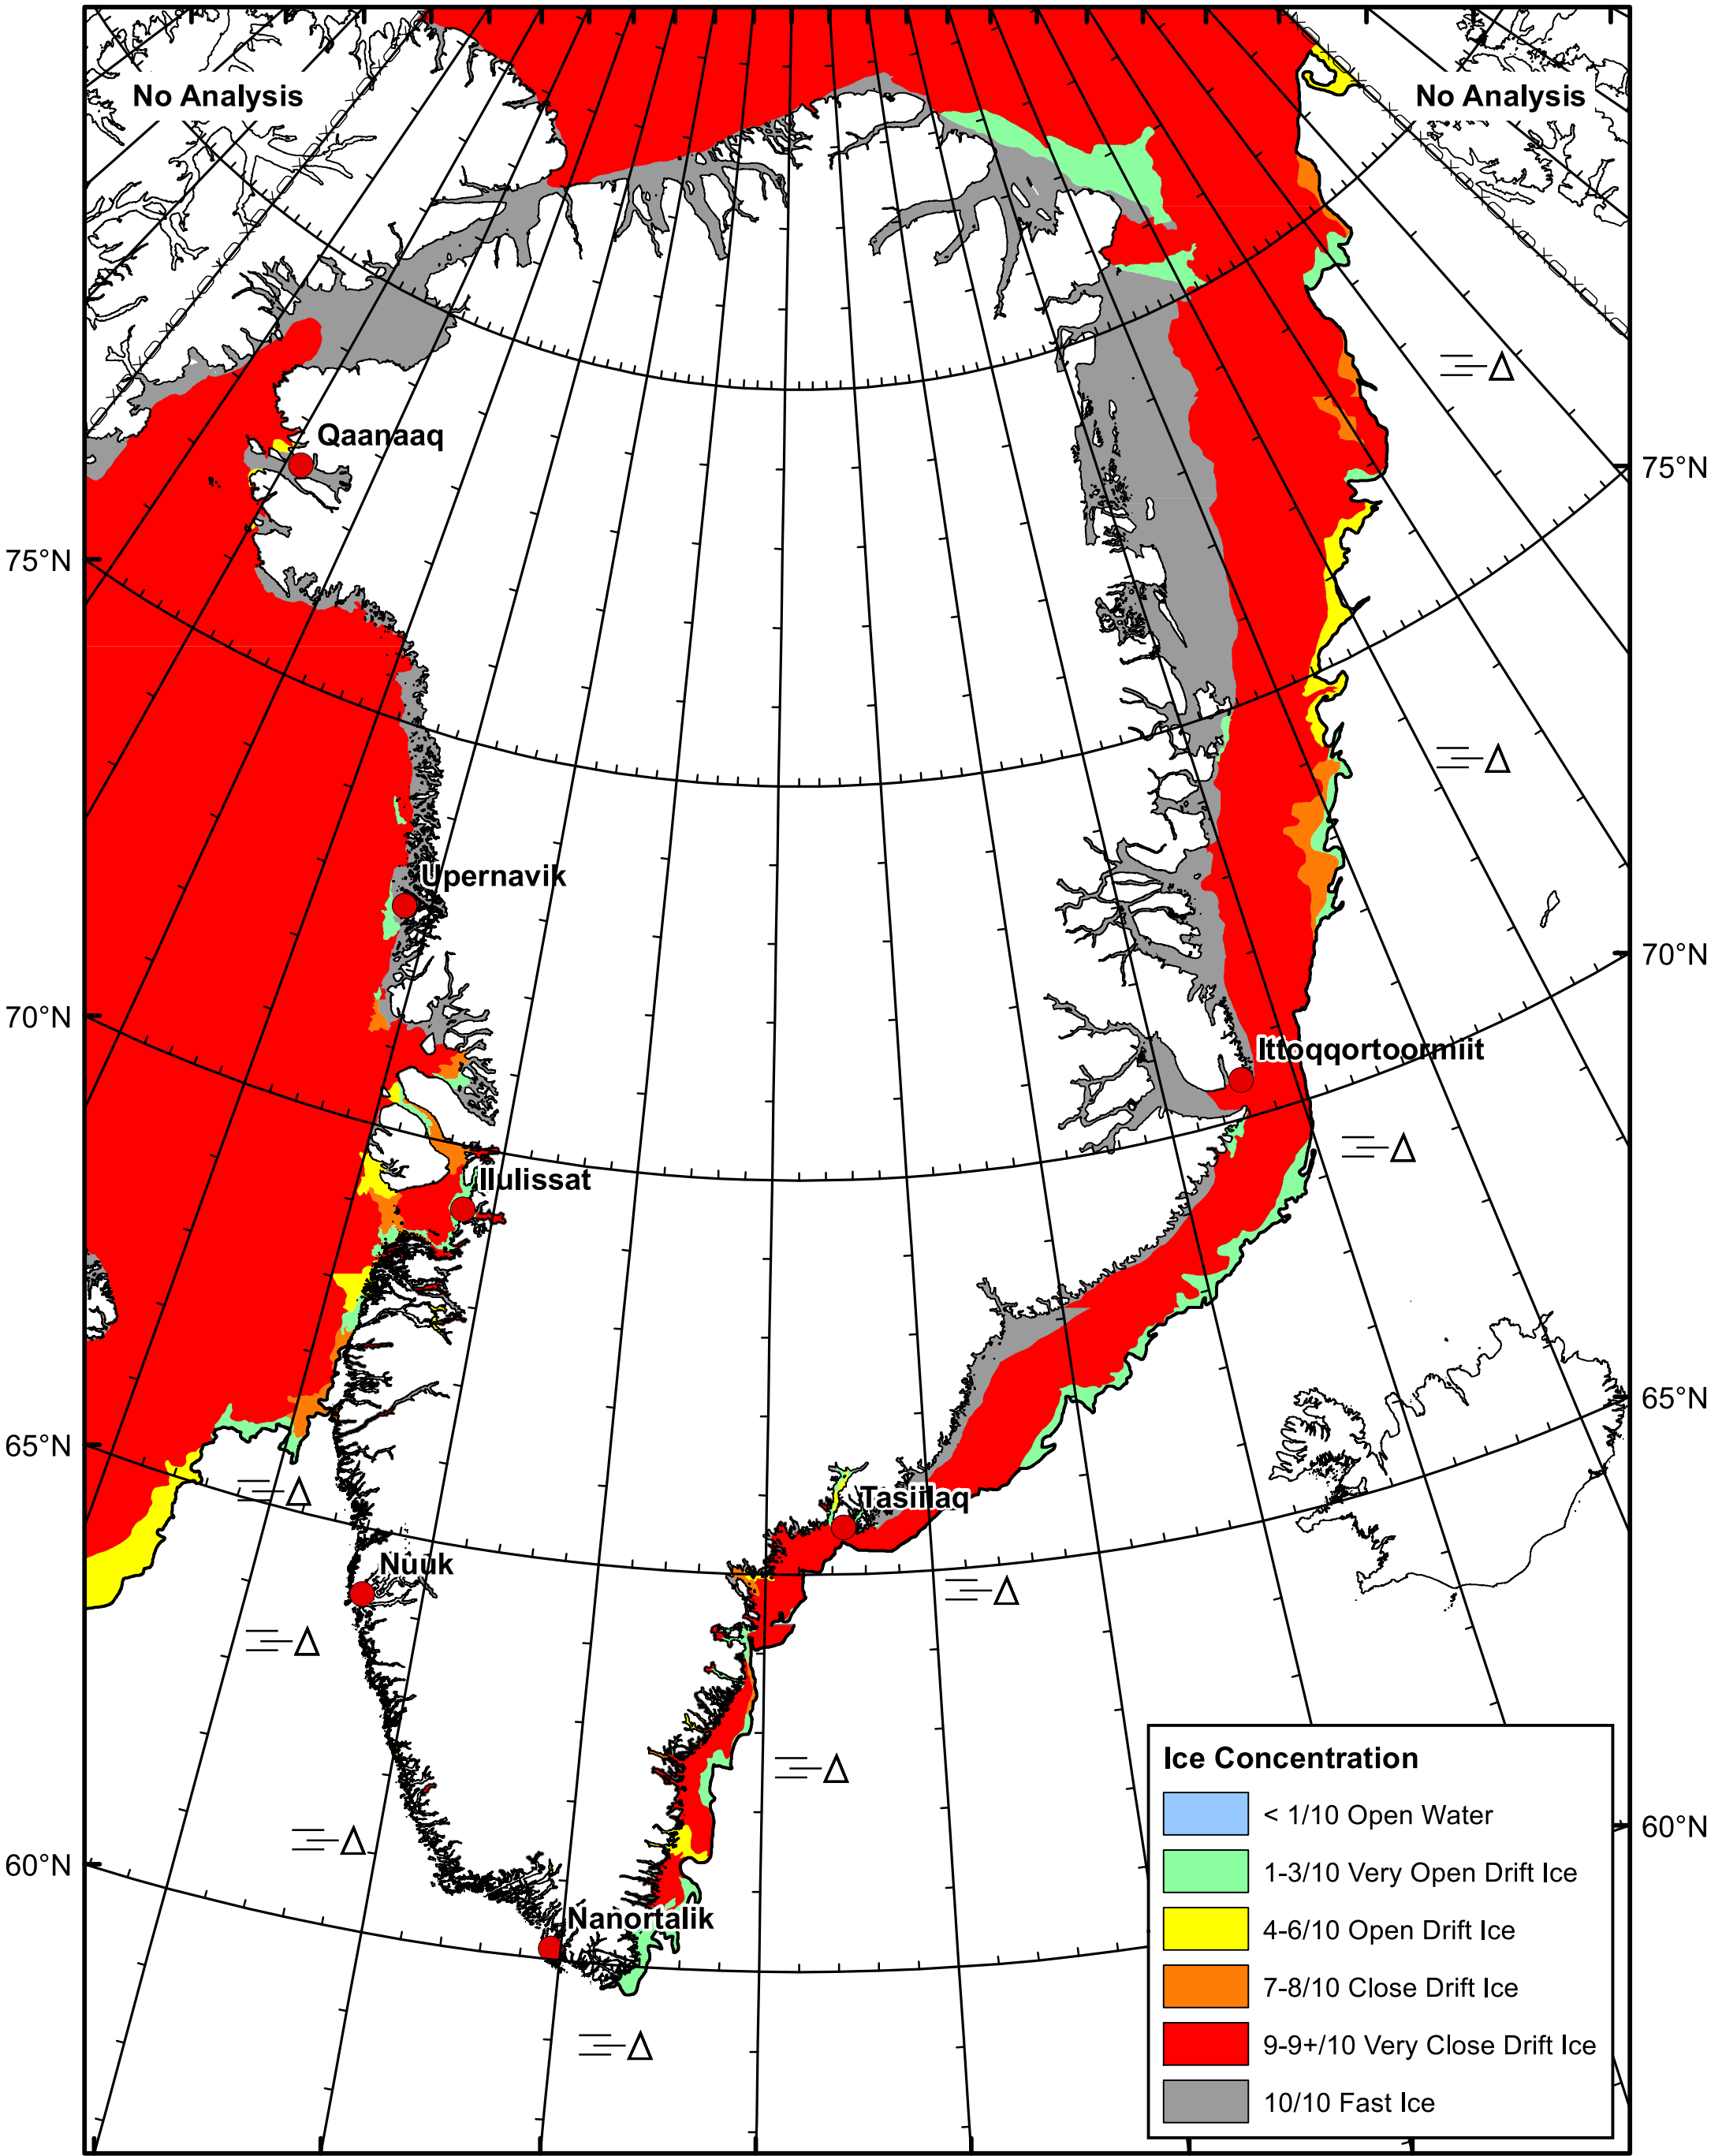 No Analysis
No Analysis
Qaanaaq
75°N
75°N
Upernavik
70°N
70°N
Ittoqqortoormiit
Ilulissat
65°N
65°N
Tasiilaq
Nuuk
60°N
60°N
Nanortalik
Ice Concentration
< 1/10 Open Water
1-3/10 Very Open Drift Ice
4-6/10 Open Drift Ice
7-8/10 Close Drift Ice
9-9+/10 Very Close Drift Ice
10/10 Fast Ice